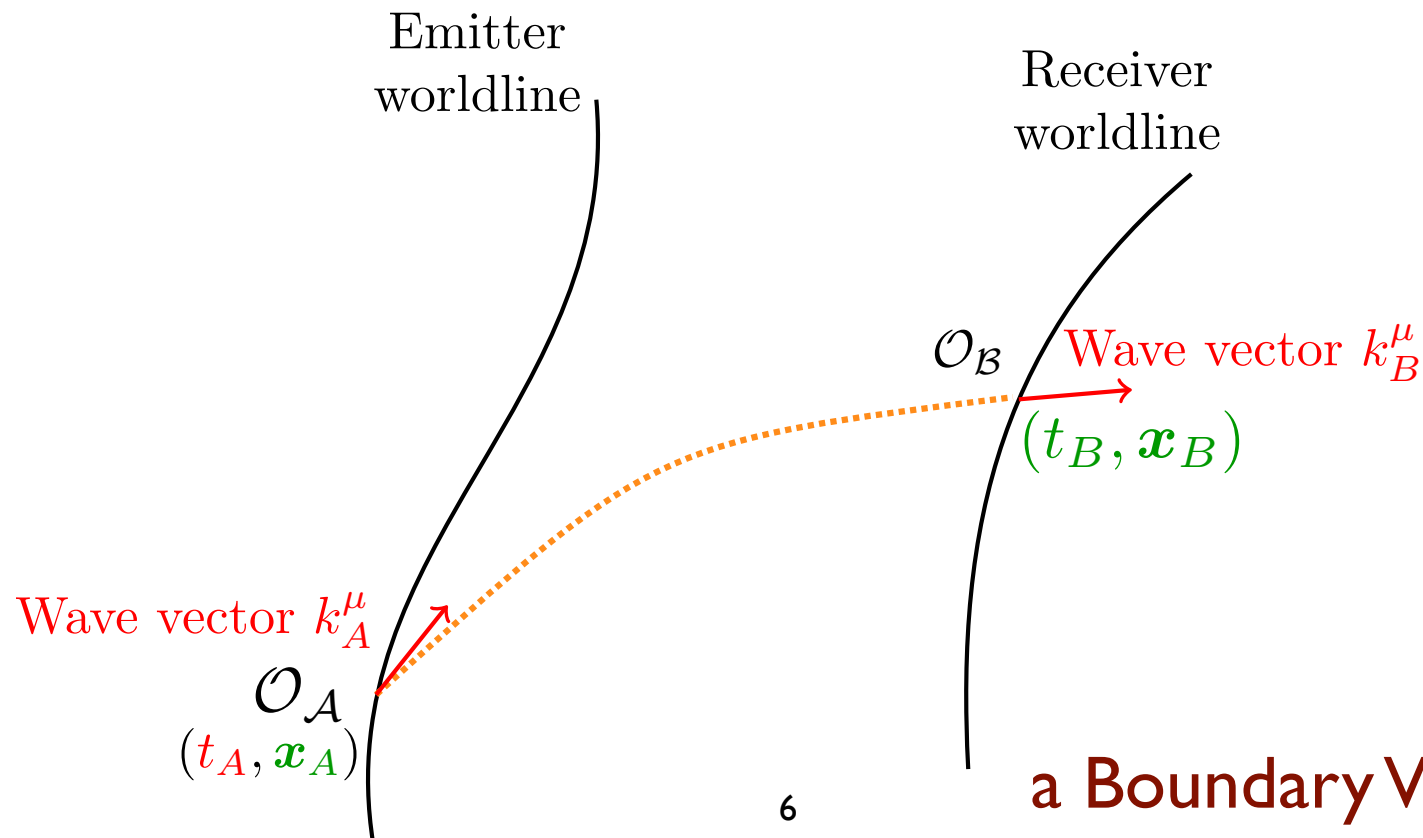 Emitter
worldline
Receiver
worldline
𝒪_ℬ
Wave vector k_B^μ
(t_B, x_B)
Wave vector k_A^μ
𝒪_𝒜
(t_A, x_A)
a Boundary V
6